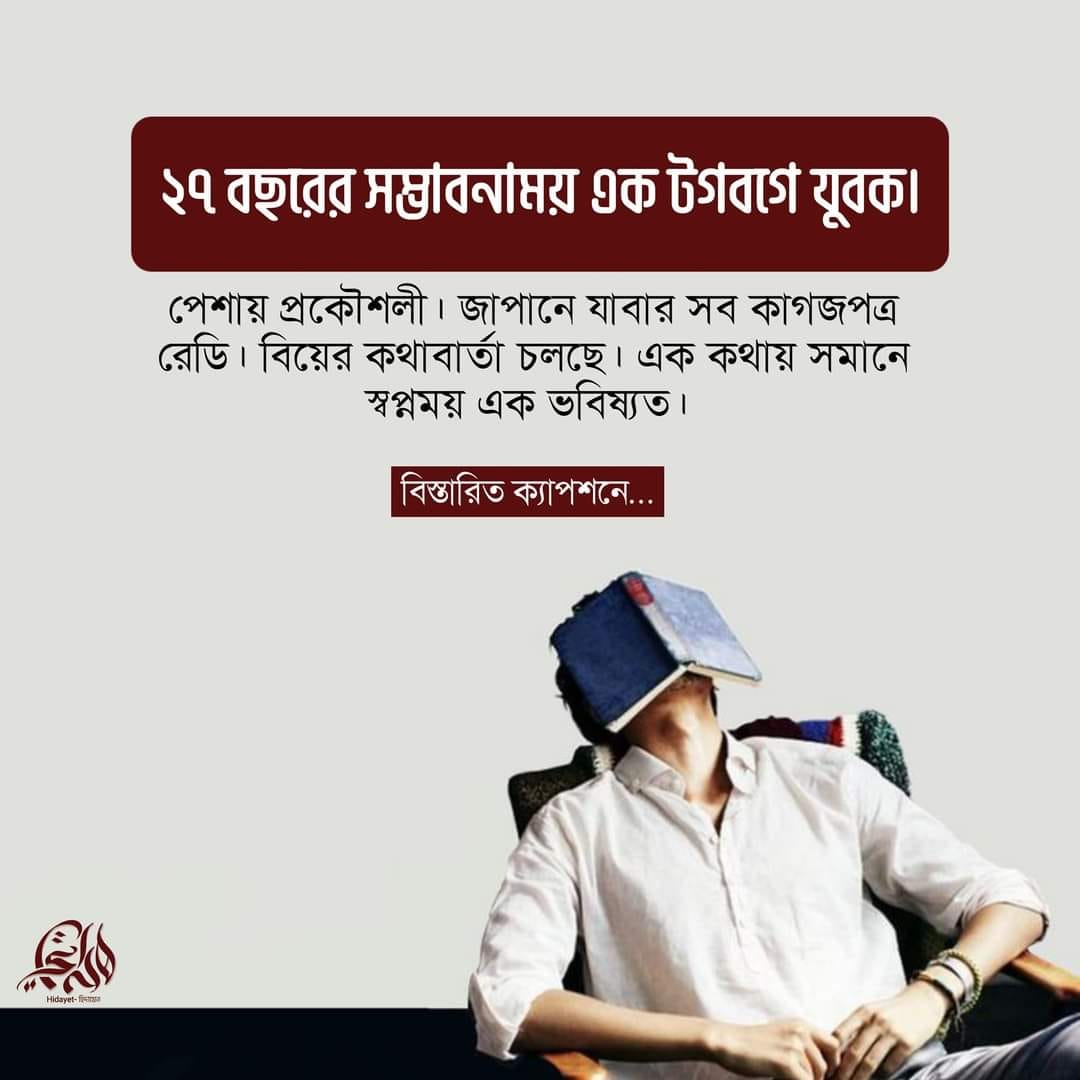 ২৭ বছরের সম্ভাবনাময় এক টগবগে যুবক।
পেশায় প্রকৌশলী। জাপানে যাবার সব কাগজপত্র
রেডি। বিয়ের কথাবার্তা চলছে। এক কথায় সমানে
স্বপ্নময় এক ভবিষ্যত।
বিস্তারিত ক্যাপশনে...
Hidayet- হিদায়েত